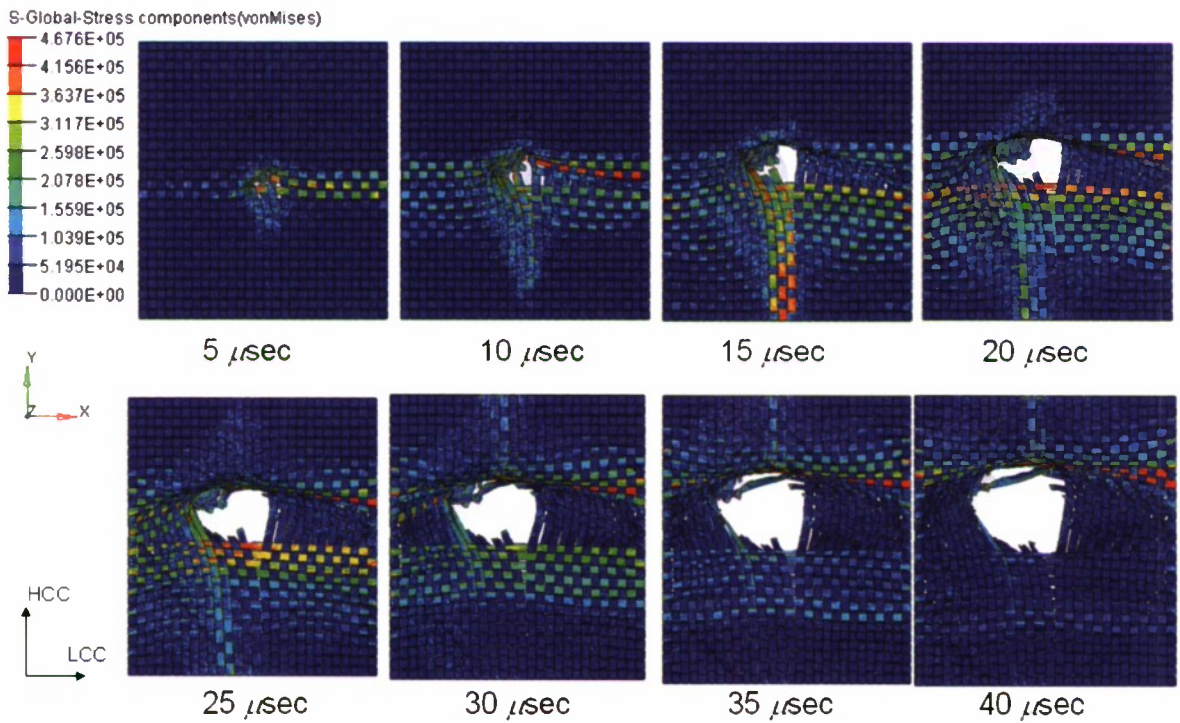 S-Global-Stress components(vonMises)
4.676E+05
4.156E+05
3.637E+05
3.117E+05
2.598E+05
2.078E+05
1.559E+05
1.039E+05
5.195E+04
0.000E+00
5 μsec
10 μsec
15 μsec
20 μsec
Y
Z
X
HCC
LCC
25 μsec
30 μsec
35 μsec
40 μsec